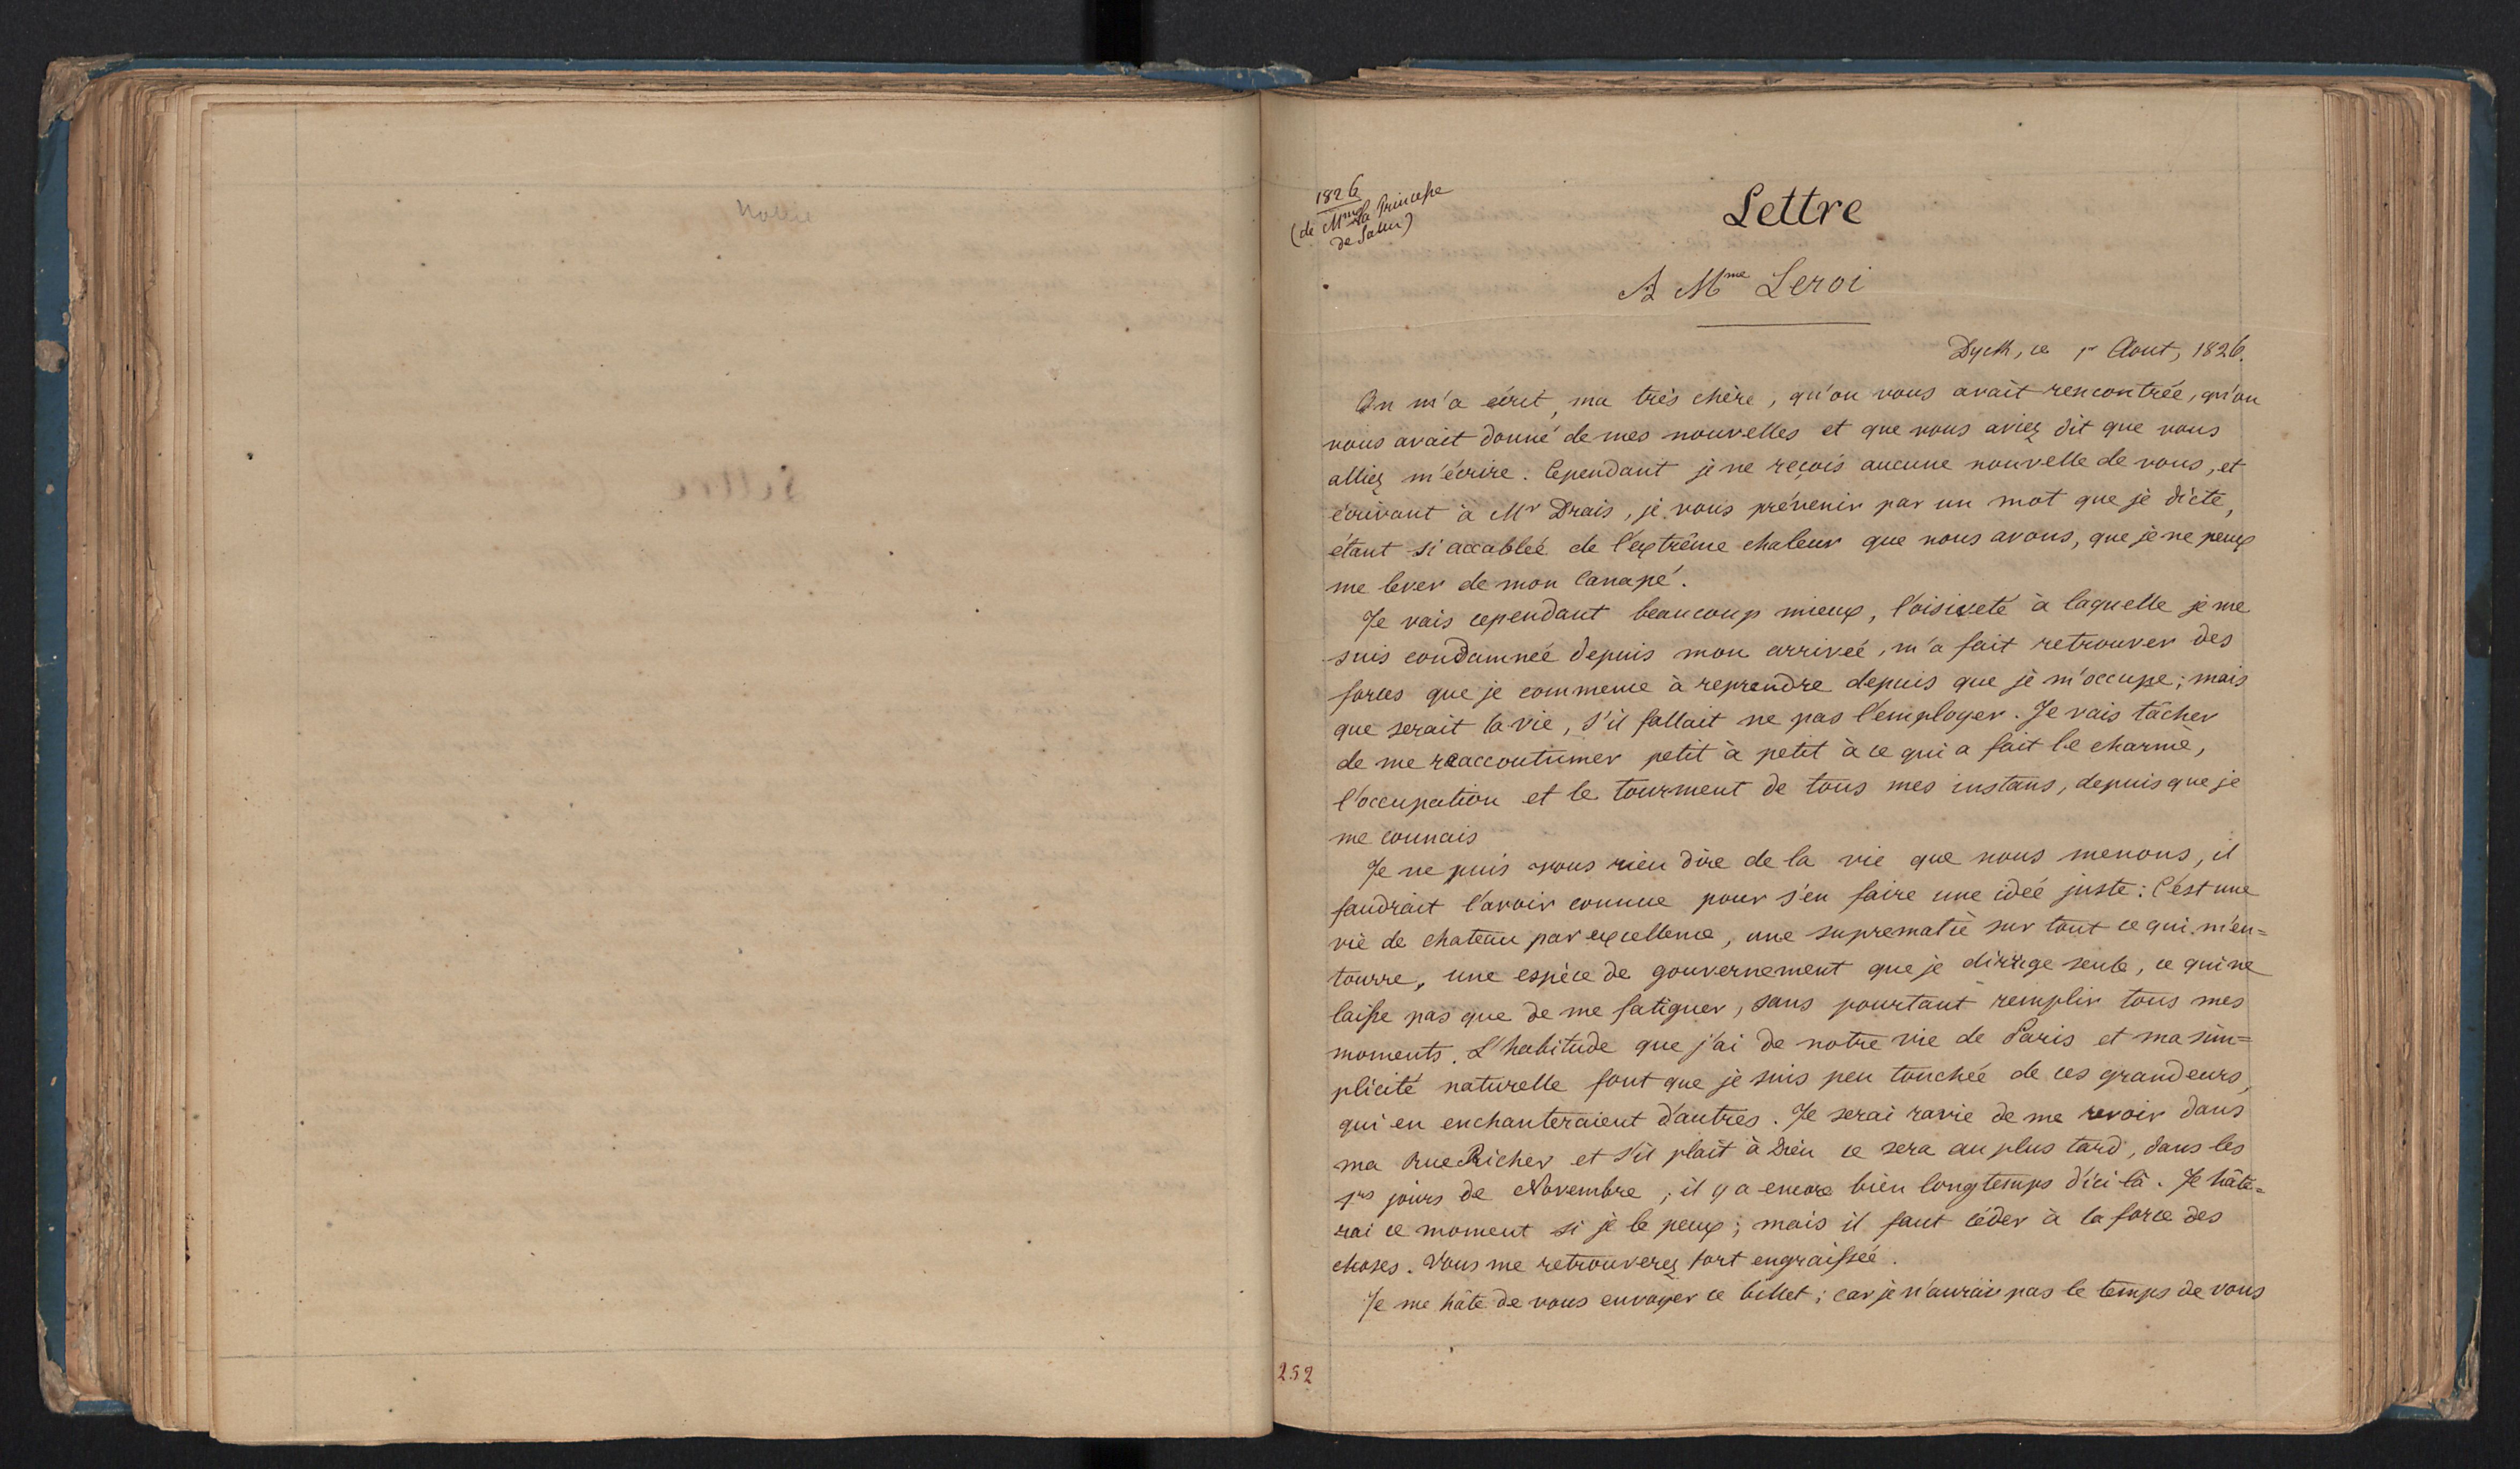 1826
(de Mme la Princesse
de Salm)
Lettre
A Mme Leroi
Dyck, ce 1r Aout, 1826.
On m'a écrit, ma très chère, qu'on vous avait rencontrée, qu'on
vous avait donné de mes nouvelles et que vous aviez dit que vous
alliez m'écrire. Cependant je ne reçois aucune nouvelle de vous, et
écrivant à Mr Drais, je vous prévenir par un mot que je dicte,
étant si accablée de l'extrême chaleur que nous avons, que je ne peux
me lever de mon Canapé.
Je vais cependant beaucoup mieux, l'oisiveté à laquelle je me
suis condamnée depuis mon arrivée, m'a fait retrouver des
forces que je commence à reprendre depuis que je m'occupe; mais
que serait la vie, s'il fallait ne pas l'employer. Je vais tâcher
de me reaccoutumer petit à petit à ce qui a fait le charme,
l'occupation et le tourment de tous mes instans, depuis que je
me connais
Je ne puis vous rien dire de la vie que nous menons, il
faudrait l'avoir connue pour s'en faire une idée juste: C'est une
vie de chateau par excellence, une suprematie sur tout ce qui m'en=
tourre, une espèce de gouvernement que je dirrige seule, ce qui ne
laisse pas que de me fatiguer, sans pourtant remplir tous mes
moments. L'habitude que j'ai de notre vie de Paris et ma sim=
plicité naturelle font que je suis peu touchée de ces grandeurs,
qui en enchanteraient d'autres. Je serai ravie de me revoir dans
ma Rue Richer et s'il plaît à Dieu ce sera au plus tard, dans les
1ers jours de Novembre; il y a encore bien longtemps d'ici là. Je hâte=
rai ce moment si je le peux; mais il faut céder à la force des
choses. Vous me retrouverez fort engraissée.
Je me hâte de vous envoyer ce billet; car je n'aurais pas le temps de vous
252